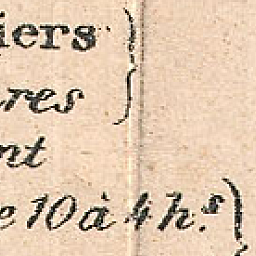 iers }
res
nt
e 10 à 4 h.s )